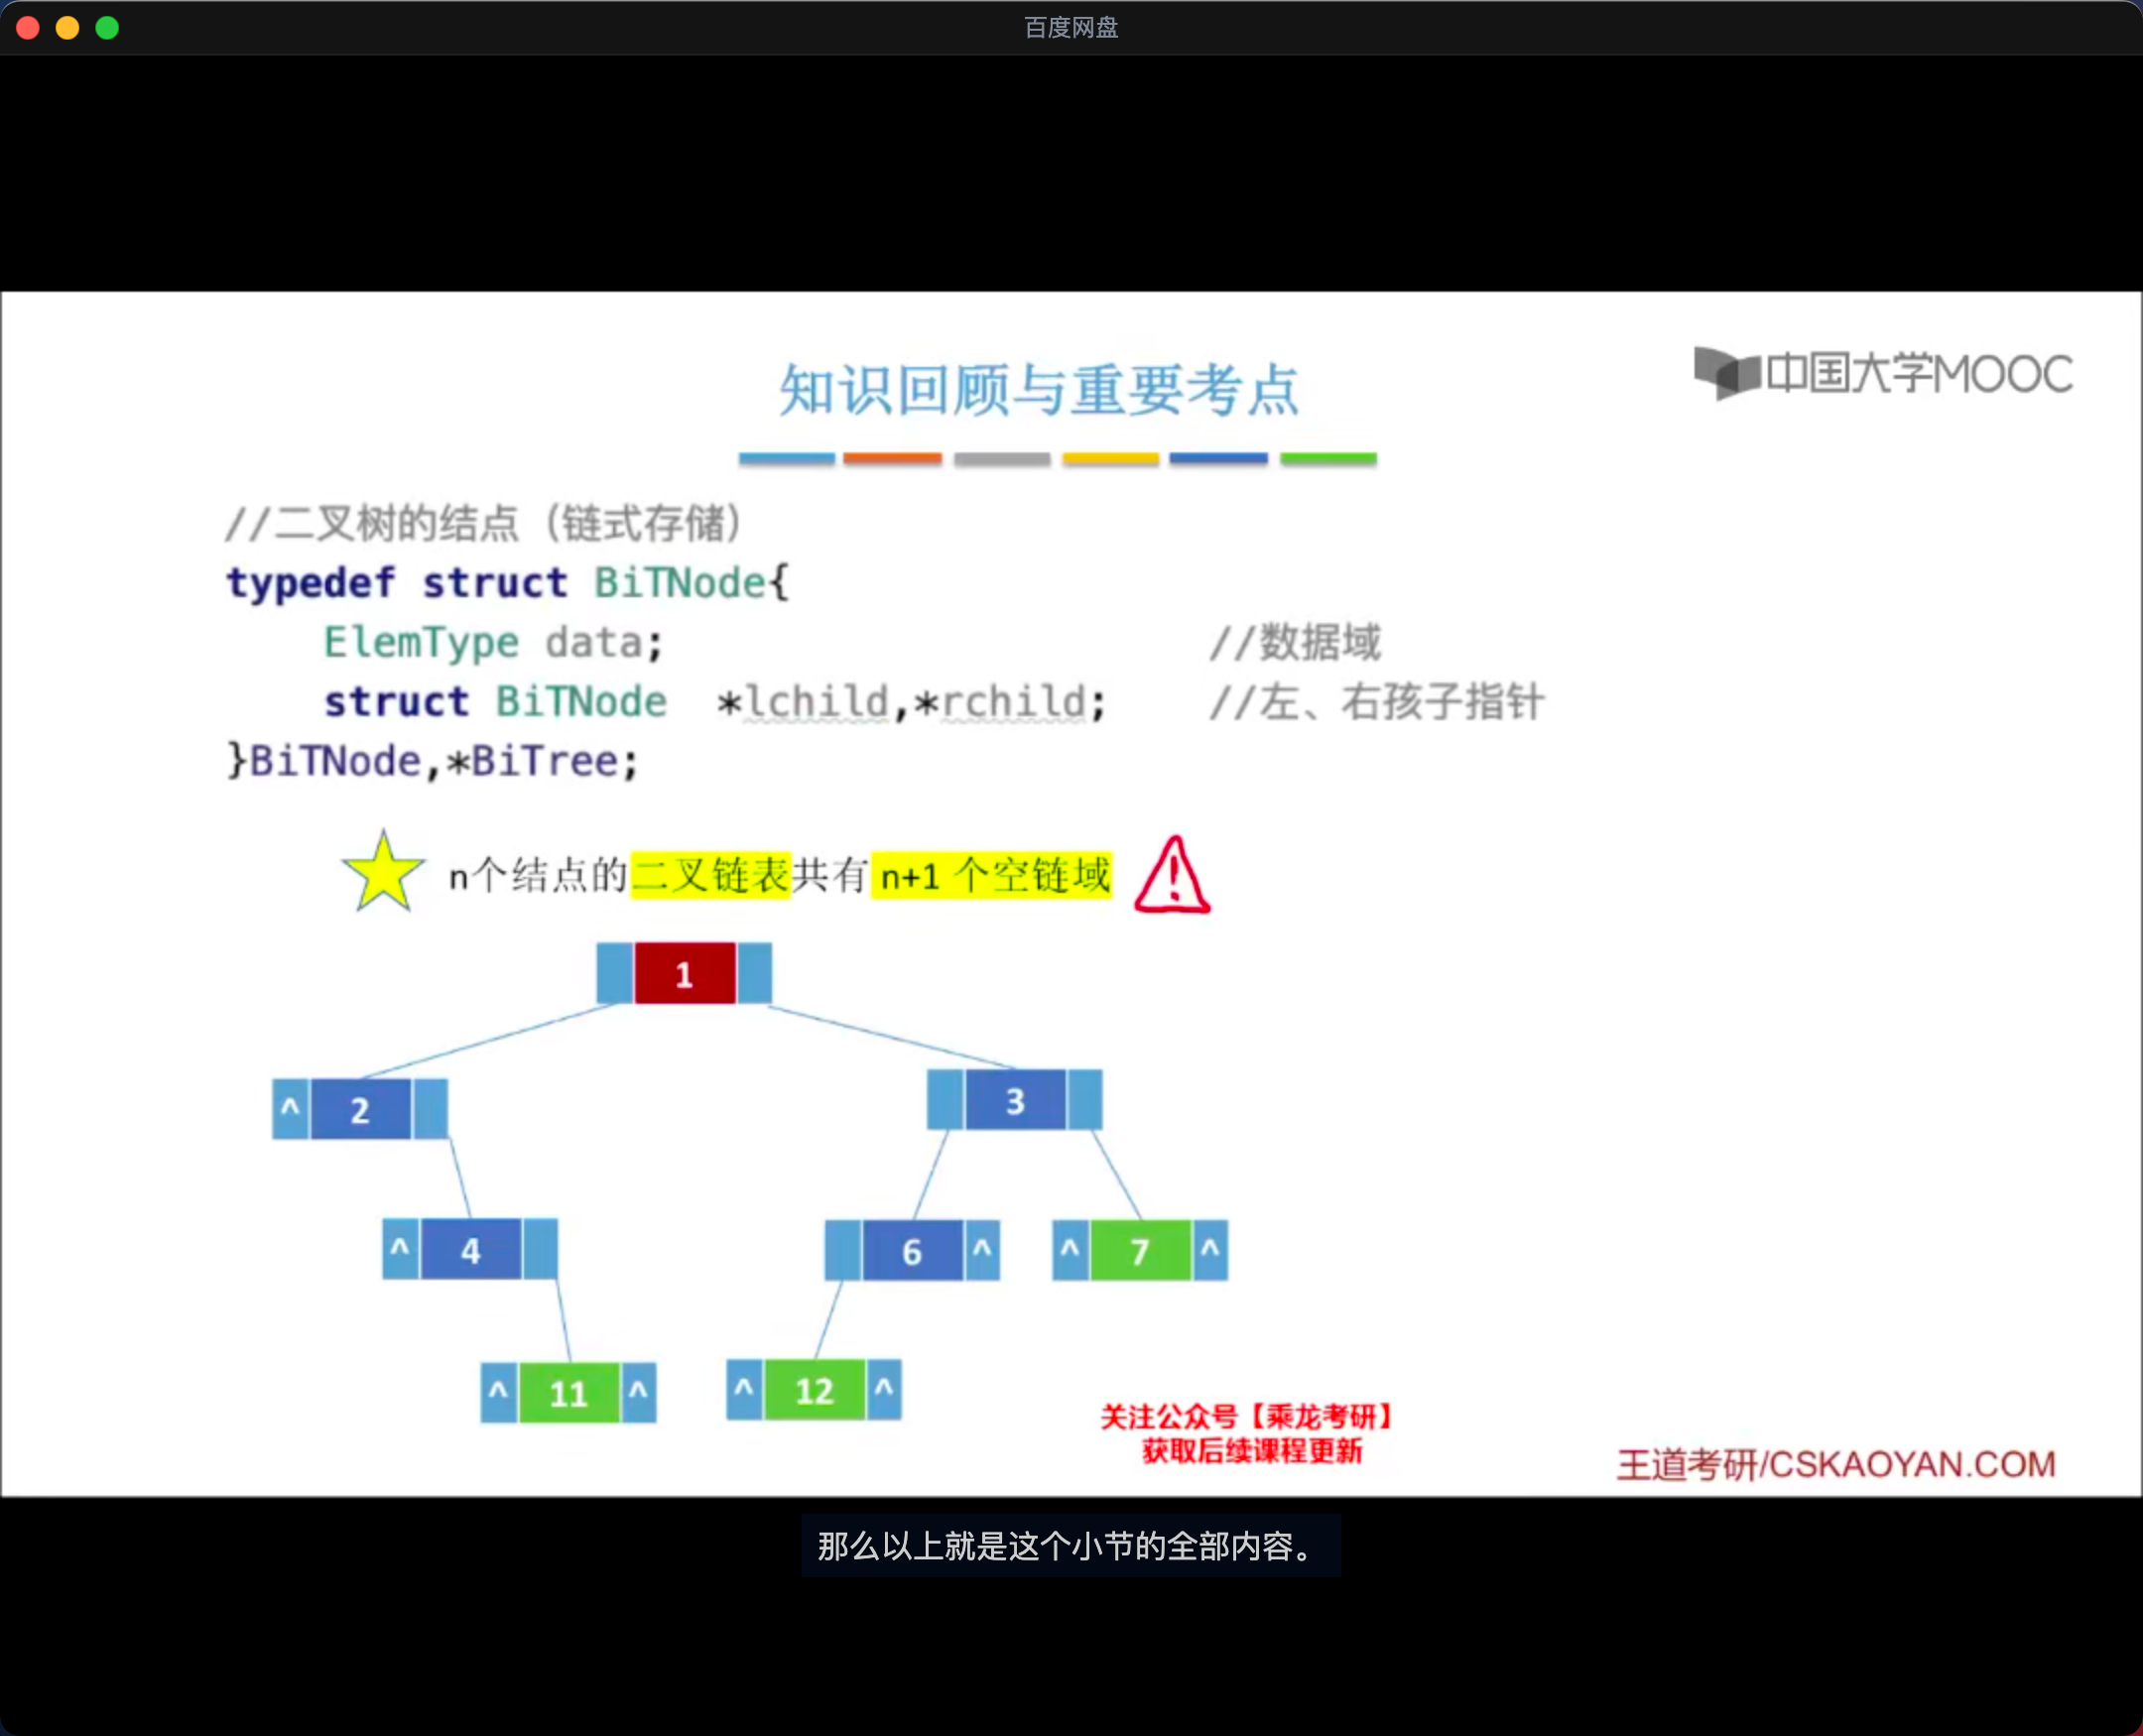 百度网盘
知识回顾与重要考点
中国大学MOOC
//二叉树的结点（链式存储）
typedef struct BiTNode{
ElemType data; //数据域
struct BiTNode *lchild,*rchild; //左、右孩子指针
}BiTNode,*BiTree;
n个结点的二叉链表共有 n+1 个空链域
1
^ 2
3
^ 4
6 ^
^ 7 ^
^ 11 ^
^ 12 ^
关注公众号【乘龙考研】
获取后续课程更新
王道考研/CSKAOYAN.COM
那么以上就是这个小节的全部内容。